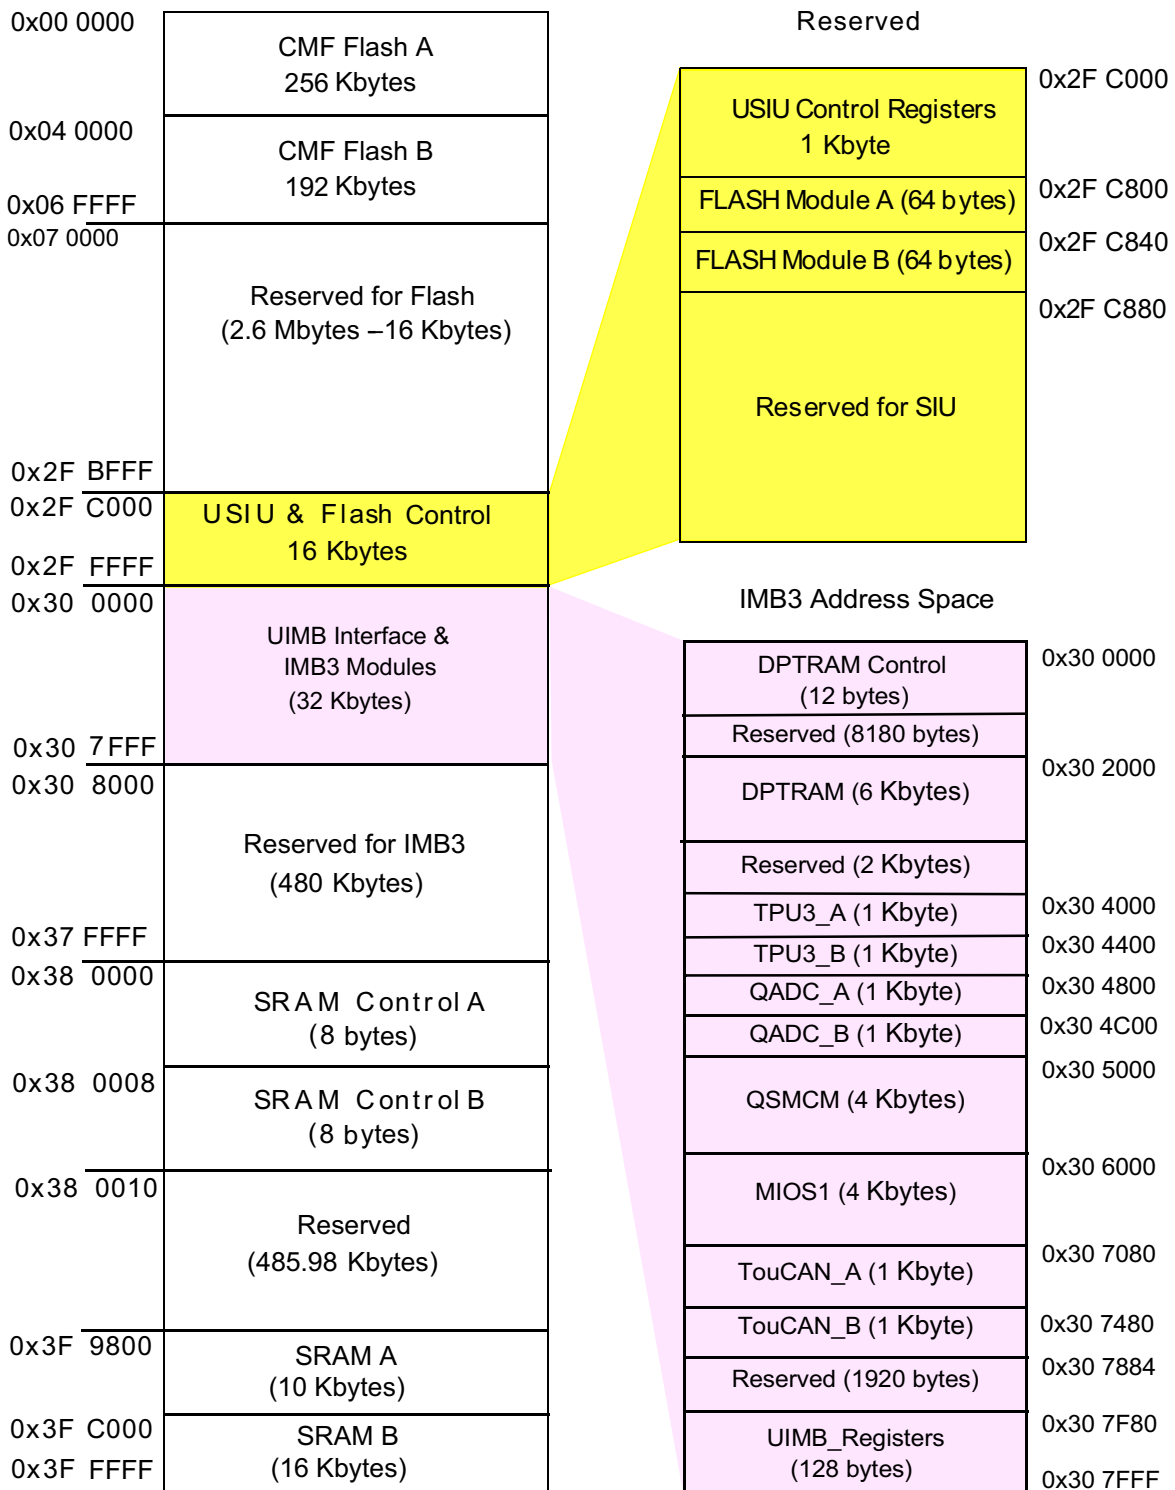 0x00 0000
CMF Flash A
256 Kbytes
0x04 0000
CMF Flash B
192 Kbytes
0x06 FFFF
0x07 0000
Reserved for Flash
(2.6 Mbytes –16 Kbytes)
0x2F BFFF
0x2F C000
USIU & Flash Control
16 Kbytes
0x2F FFFF
0x30 0000
UIMB Interface &
IMB3 Modules
(32 Kbytes)
0x30 7FFF
0x30 8000
Reserved for IMB3
(480 Kbytes)
0x37 FFFF
0x38 0000
SRAM Control A
(8 bytes)
0x38 0008
SRAM Control B
(8 bytes)
0x38 0010
Reserved
(485.98 Kbytes)
0x3F 9800
SRAM A
(10 Kbytes)
0x3F C000
SRAM B
(16 Kbytes)
0x3F FFFF
Reserved
0x2F C000
USIU Control Registers
1 Kbyte
FLASH Module A (64 bytes)
0x2F C800
FLASH Module B (64 bytes)
0x2F C840
0x2F C880
Reserved for SIU
IMB3 Address Space
DPTRAM Control
(12 bytes)
0x30 0000
Reserved (8180 bytes)
DPTRAM (6 Kbytes)
0x30 2000
Reserved (2 Kbytes)
TPU3_A (1 Kbyte)
0x30 4000
TPU3_B (1 Kbyte)
0x30 4400
QADC_A (1 Kbyte)
0x30 4800
QADC_B (1 Kbyte)
0x30 4C00
QSMCM (4 Kbytes)
0x30 5000
MIOS1 (4 Kbytes)
0x30 6000
TouCAN_A (1 Kbyte)
0x30 7080
TouCAN_B (1 Kbyte)
0x30 7480
Reserved (1920 bytes)
0x30 7884
UIMB_Registers
(128 bytes)
0x30 7F80
0x30 7FFF